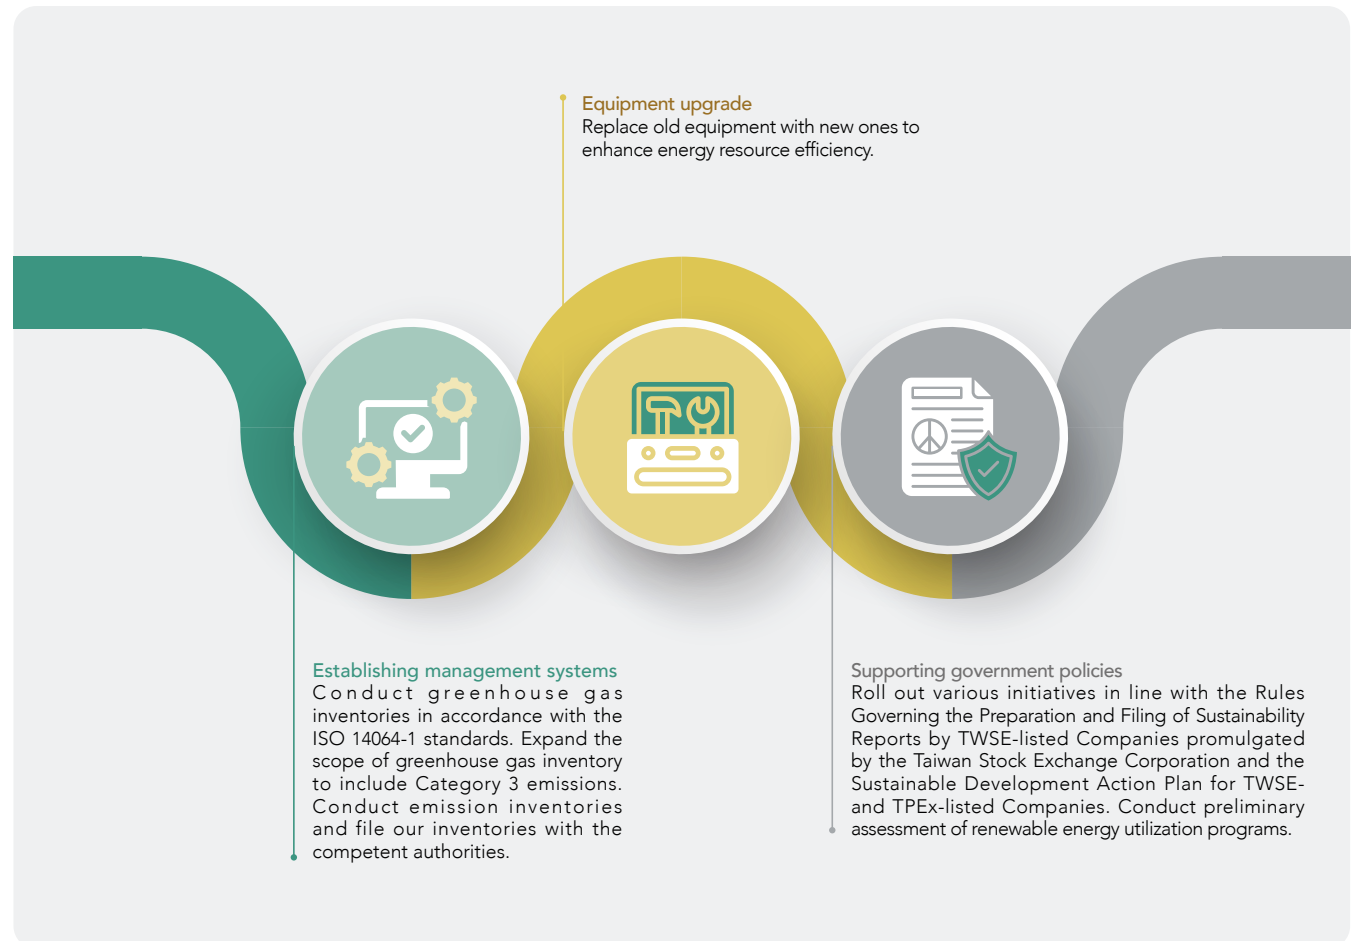 Equipment upgrade
Replace old equipment with new ones to
enhance energy resource efficiency.
Establishing management systems
Conduct greenhouse gas
inventories in accordance with the
ISO 14064-1 standards. Expand the
scope of greenhouse gas inventory
to include Category 3 emissions.
Conduct emission inventories
and file our inventories with the
competent authorities.
Supporting government policies
Roll out various initiatives in line with the Rules
Governing the Preparation and Filing of Sustainability
Reports by TWSE-listed Companies promulgated
by the Taiwan Stock Exchange Corporation and the
Sustainable Development Action Plan for TWSE-
and TPEx-listed Companies. Conduct preliminary
assessment of renewable energy utilization programs.